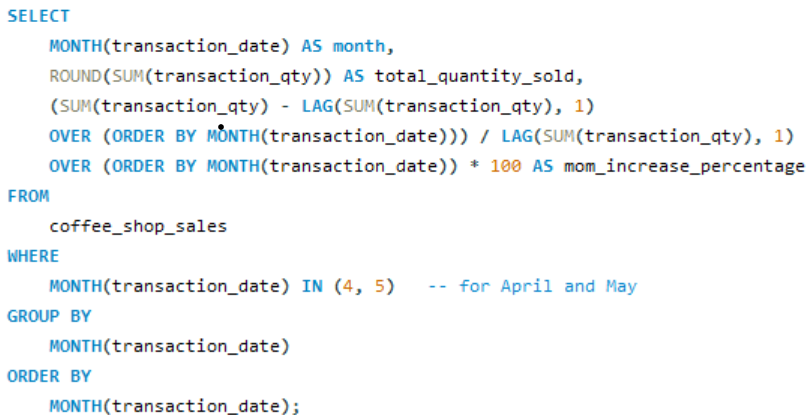 SELECT
MONTH(transaction_date) AS month,
ROUND(SUM(transaction_qty)) AS total_quantity_sold,
(SUM(transaction_qty) - LAG(SUM(transaction_qty), 1)
OVER (ORDER BY MONTH(transaction_date))) / LAG(SUM(transaction_qty), 1)
OVER (ORDER BY MONTH(transaction_date)) * 100 AS mom_increase_percentage
FROM
coffee_shop_sales
WHERE
MONTH(transaction_date) IN (4, 5)   -- for April and May
GROUP BY
MONTH(transaction_date)
ORDER BY
MONTH(transaction_date);